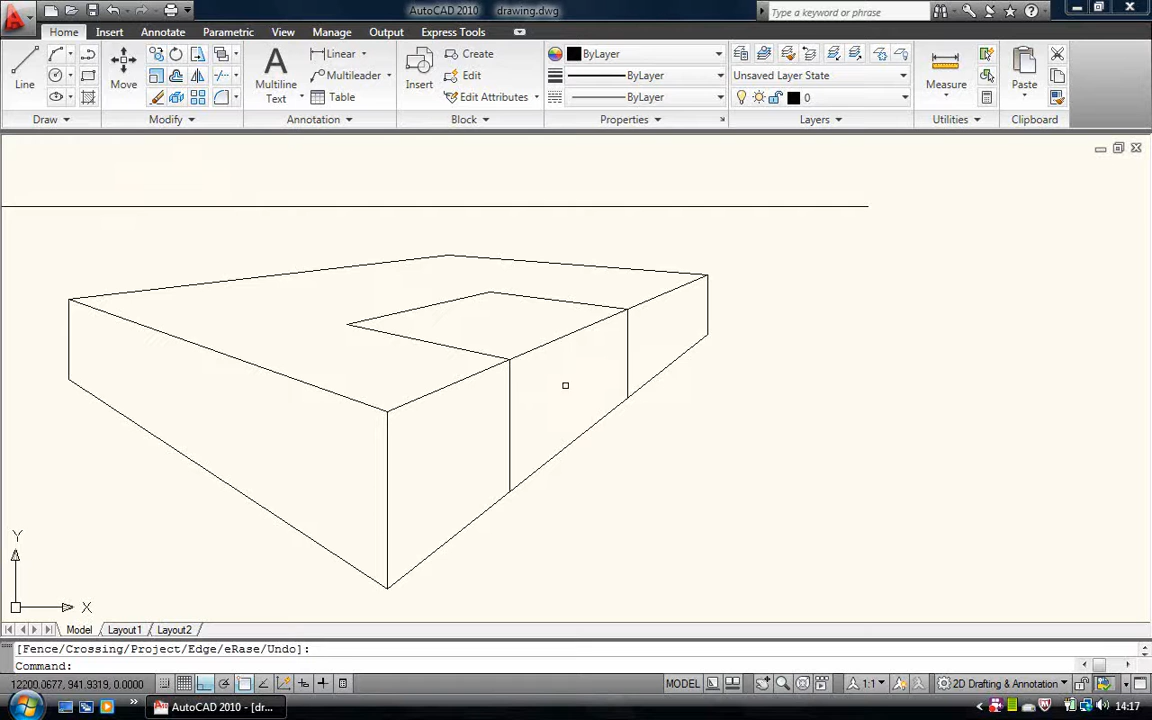 AutoCAD 2010 drawing.dwg
Type a keyword or phrase
Home Insert Annotate Parametric View Manage Output Express Tools
Line
Move
Multiline
Text
Linear
Multileader
Table
Insert
Create
Edit
Edit Attributes
ByLayer
ByLayer
ByLayer
Unsaved Layer State
0
Measure
Paste
Draw Modify Annotation Block Properties Layers Utilities Clipboard
Y
X
Model Layout1 Layout2
[Fence/Crossing/Project/Edge/eRase/Undo]:
Command:
12200.0677, 941.9319, 0.0000
MODEL
1:1
2D Drafting & Annotation
AutoCAD 2010 - [dr...
14:17